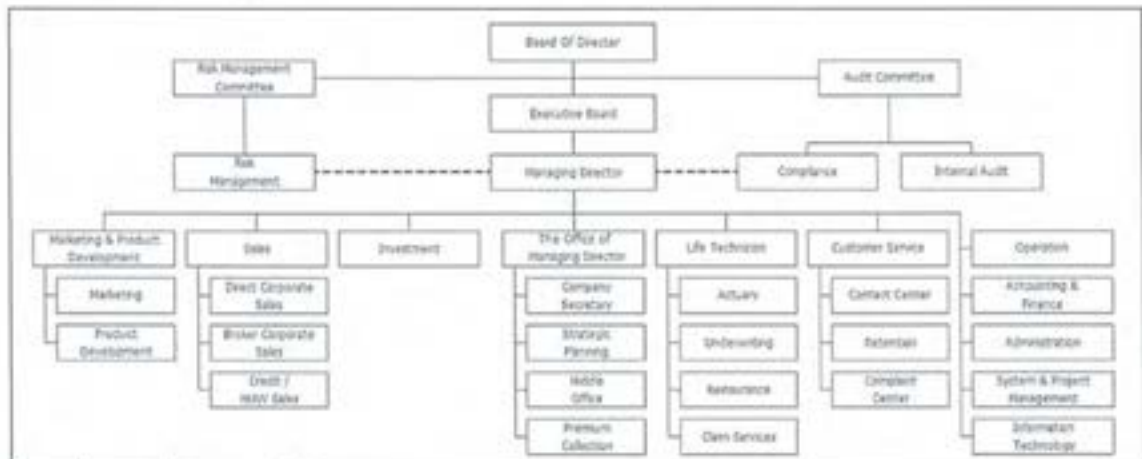 Board Of Director
Risk Management
Committee
Audit Committee
Executive Board
Risk
Management
Managing Director
Compliance
Internal Audit
Marketing & Product
Development
Sales
Investment
The Office of
Managing Director
Life Technician
Customer Service
Operation
Marketing
Direct Corporate
Sales
Company
Secretary
Actuary
Contact Center
Accounting &
Finance
Product
Development
Broker Corporate
Sales
Strategic
Planning
Underwriting
Retention
Administration
Credit /
Sales
Middle
Office
Reinsurance
Complaint
Center
System & Project
Management
Premium
Collection
Claim Services
Information
Technology